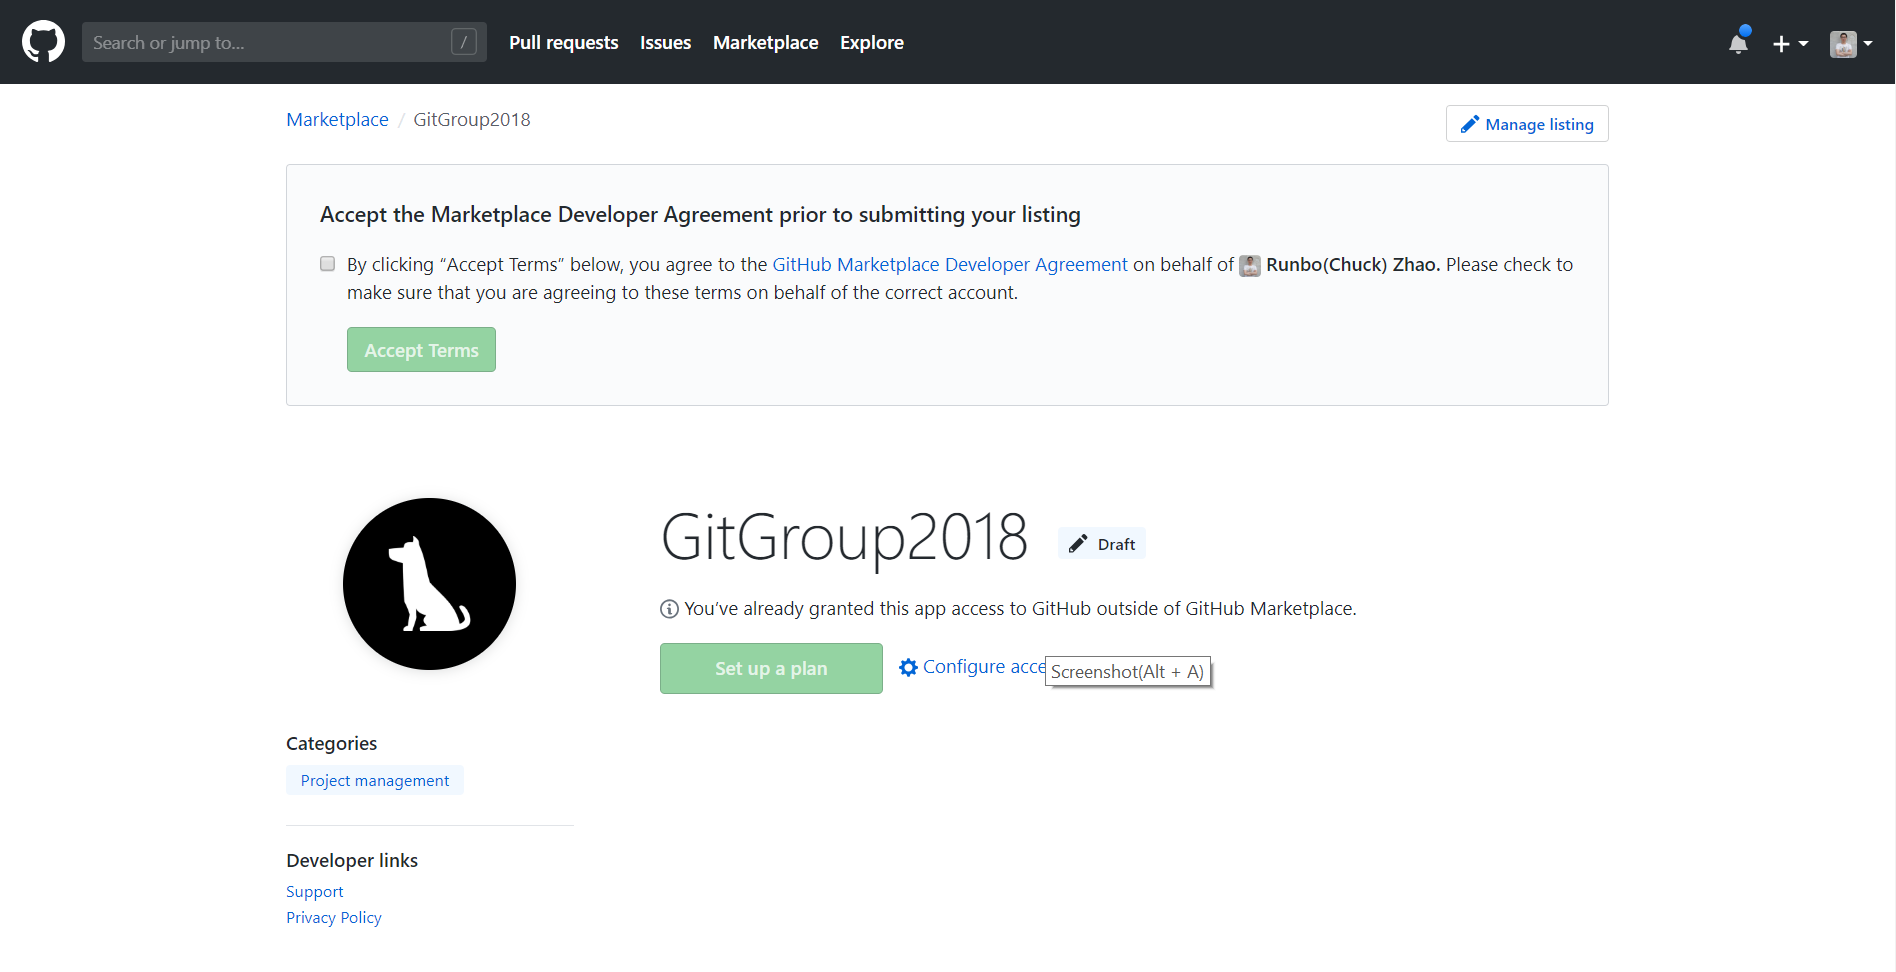 Search or jump to... /
Pull requests Issues Marketplace Explore
Marketplace / GitGroup2018
Manage listing
Accept the Marketplace Developer Agreement prior to submitting your listing
By clicking “Accept Terms” below, you agree to the GitHub Marketplace Developer Agreement on behalf of Runbo(Chuck) Zhao. Please check to
make sure that you are agreeing to these terms on behalf of the correct account.
Accept Terms
GitGroup2018
Draft
You’ve already granted this app access to GitHub outside of GitHub Marketplace.
Set up a plan
Configure acce
Screenshot(Alt + A)
Categories
Project management
Developer links
Support
Privacy Policy